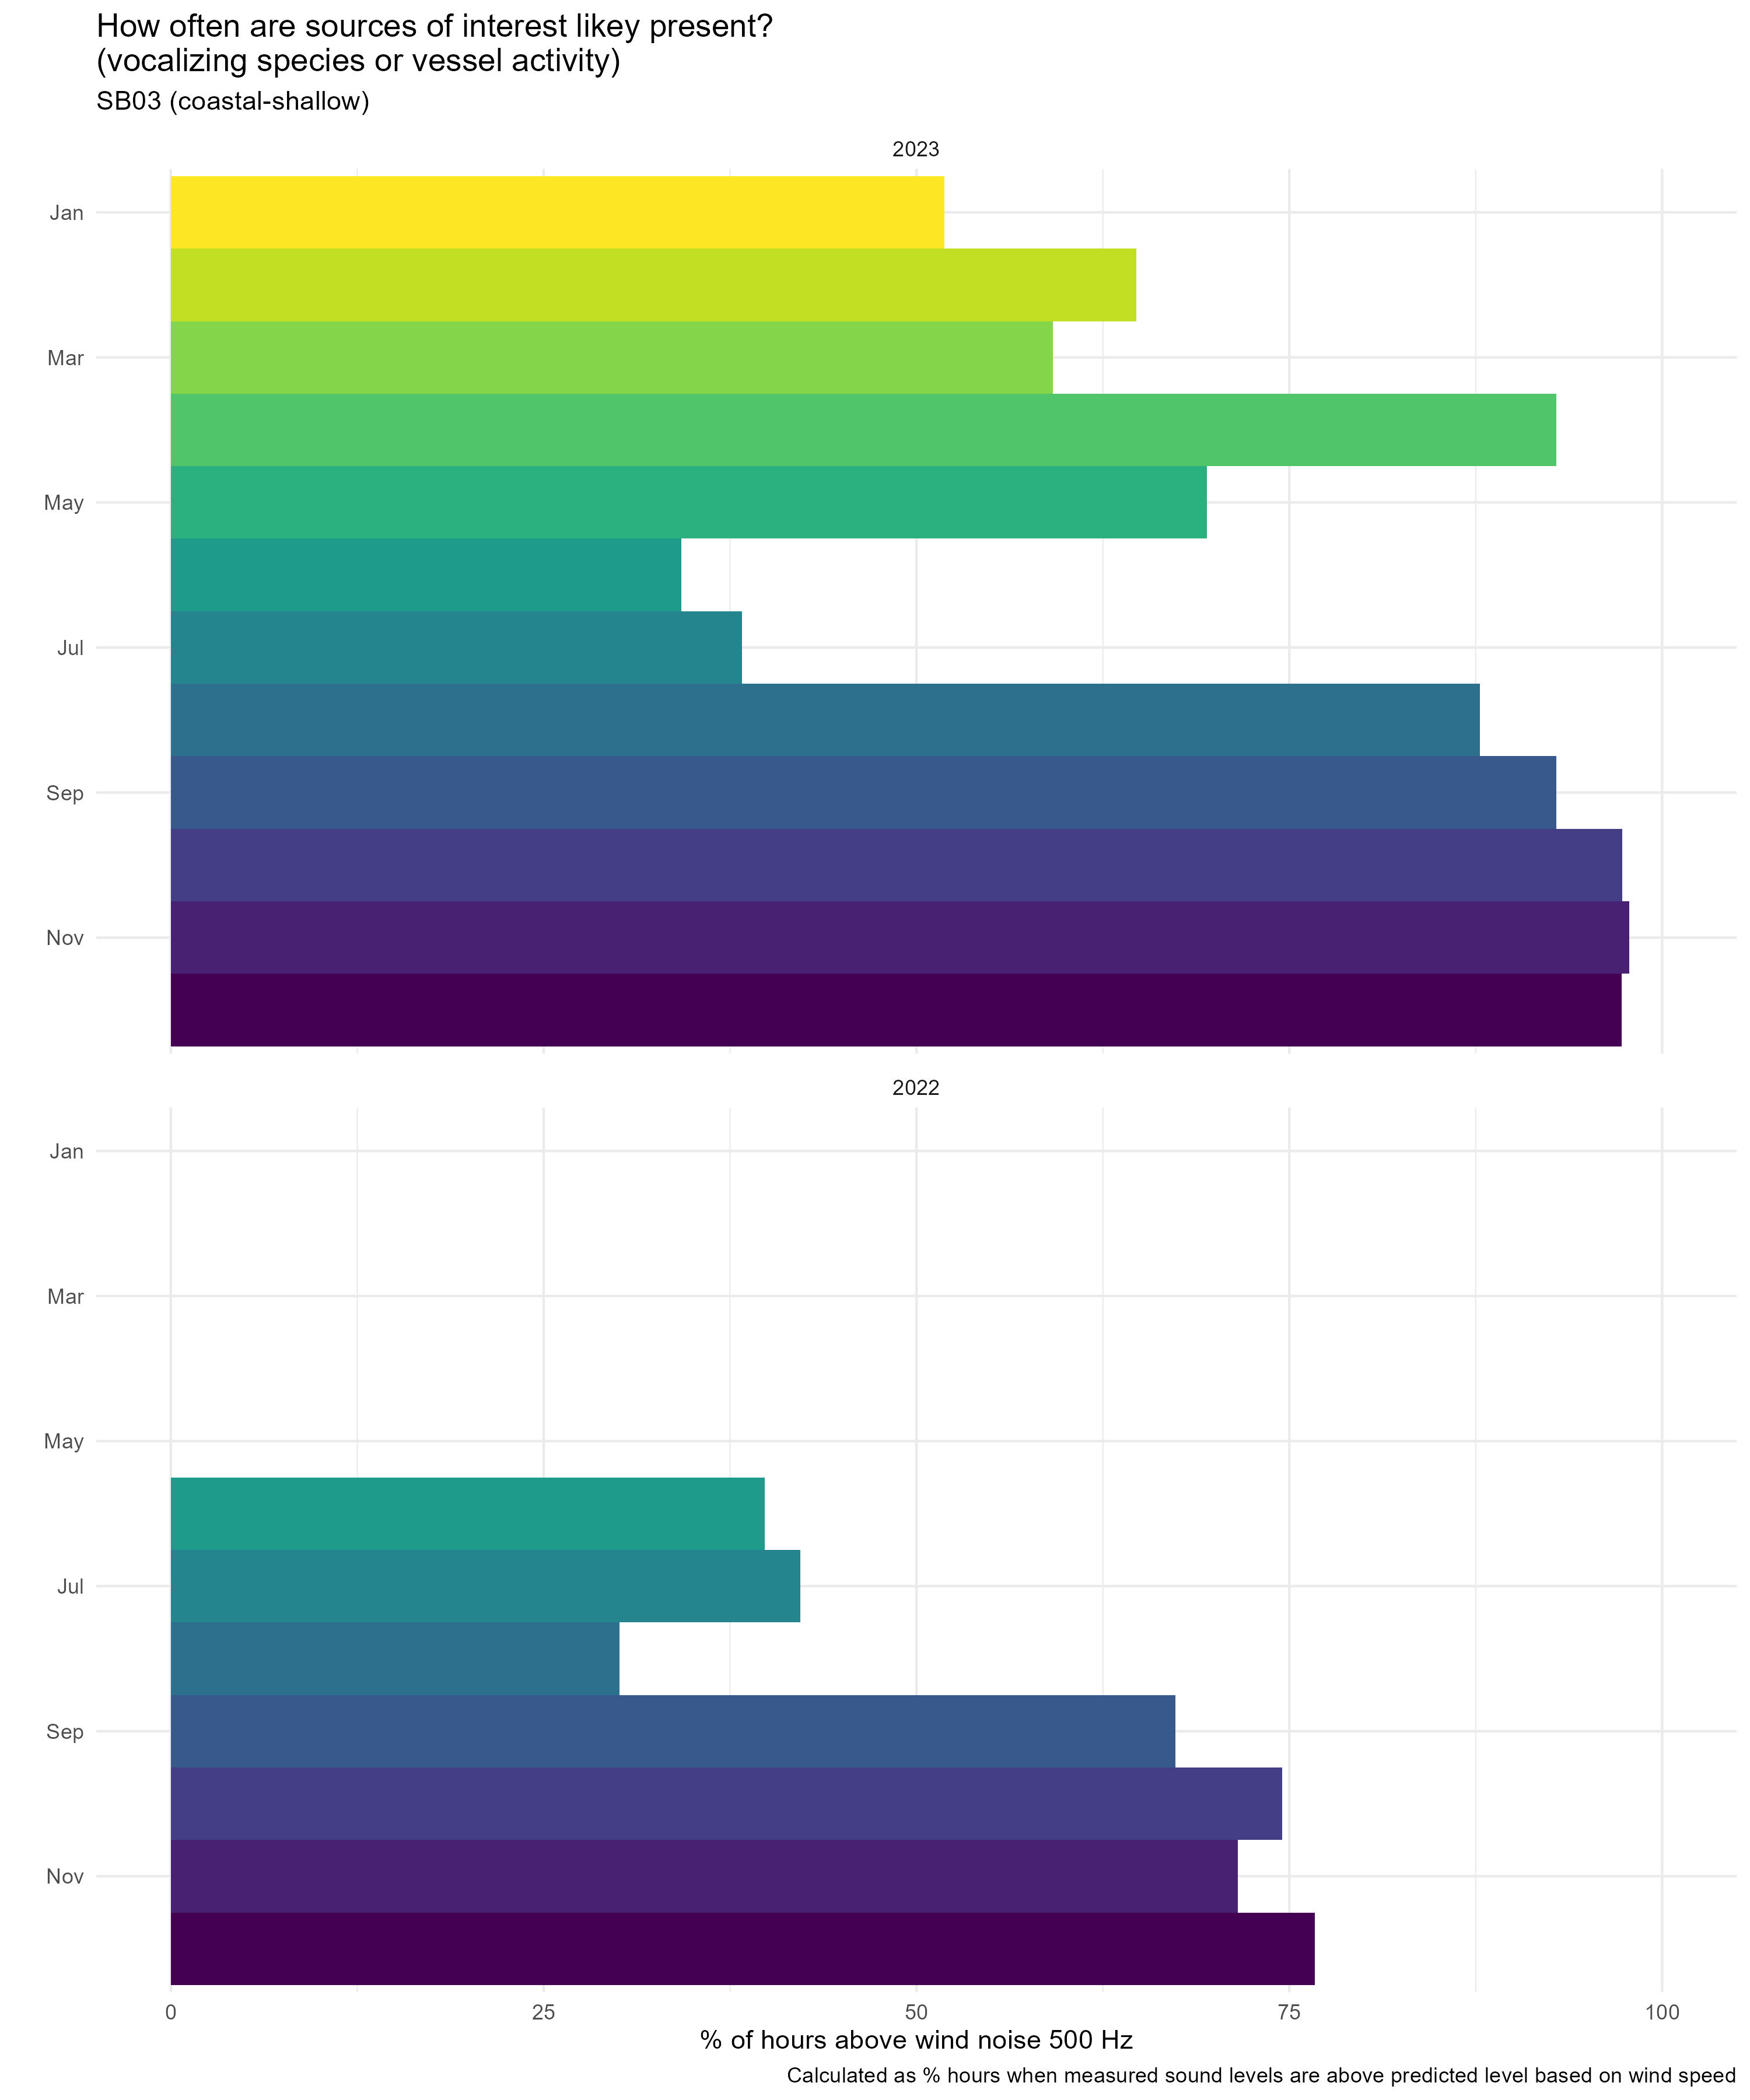 How often are sources of interest likey present?
(vocalizing species or vessel activity)
SB03 (coastal-shallow)
2023
Jan
Mar
May
Jul
Sep
Nov
2022
Jan
Mar
May
Jul
Sep
Nov
0 25 50 75 100
% of hours above wind noise 500 Hz
Calculated as % hours when measured sound levels are above predicted level based on wind speed